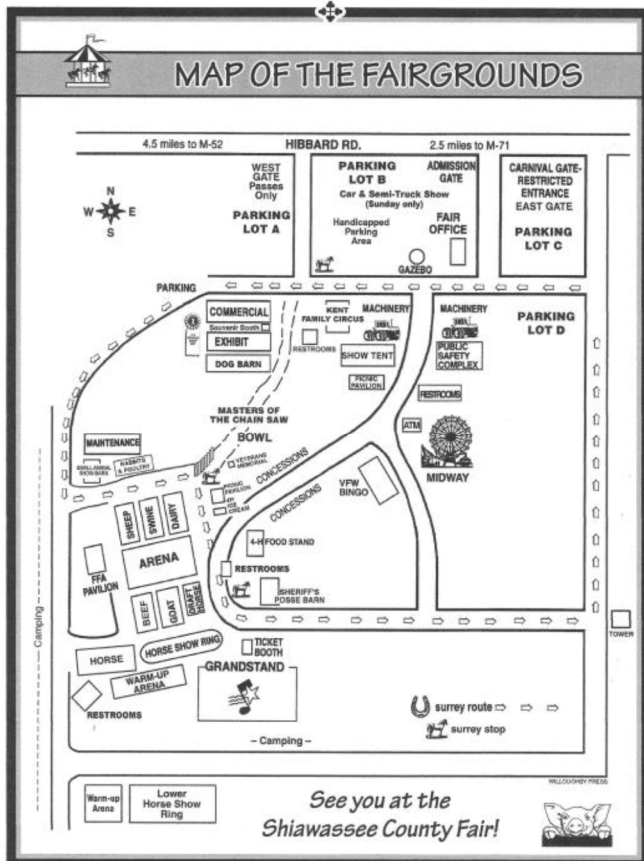 MAP OF THE FAIRGROUNDS
4.5 miles to M-52
HIBBARD RD.
2.5 miles to M-71
N
W
E
S
WEST
GATE
Passes
Only
PARKING
LOT A
PARKING
LOT B
Car & Semi-Truck Show
(Sunday only)
Handicapped
Parking
Area
ADMISSION
GATE
FAIR
OFFICE
GAZEBO
CARNIVAL GATE-
RESTRICTED
ENTRANCE
EAST GATE
PARKING
LOT C
PARKING
COMMERCIAL
Souvenir Booth
EXHIBIT
DOG BARN
KENT
FAMILY CIRCUS
RESTROOMS
MACHINERY
SHOW TENT
PICNIC
PAVILION
MACHINERY
PUBLIC
SAFETY
COMPLEX
PARKING
LOT D
RESTROOMS
ATM
MIDWAY
MASTERS OF
THE CHAIN SAW
BOWL
VETERANS
MEMORIAL
CONCESSIONS
CONCESSIONS
VFW
BINGO
MAINTENANCE
SMALL ANIMAL
SHOW BARN
RABBITS
& POULTRY
PICNIC
PAVILION
4H
ICE
CREAM
SHEEP
SWINE
DAIRY
ARENA
FFA
PAVILION
4-H FOOD STAND
RESTROOMS
SHERIFF'S
POSSE BARN
BEEF
GOAT
DRAFT
HORSE
HORSE SHOW RING
HORSE
WARM-UP
ARENA
RESTROOMS
TICKET
BOOTH
GRANDSTAND
TOWER
– Camping –
surrey route
surrey stop
– Camping –
WILLOUGHBY PRESS
Warm-up
Arena
Lower
Horse Show
Ring
See you at the
Shiawassee County Fair!